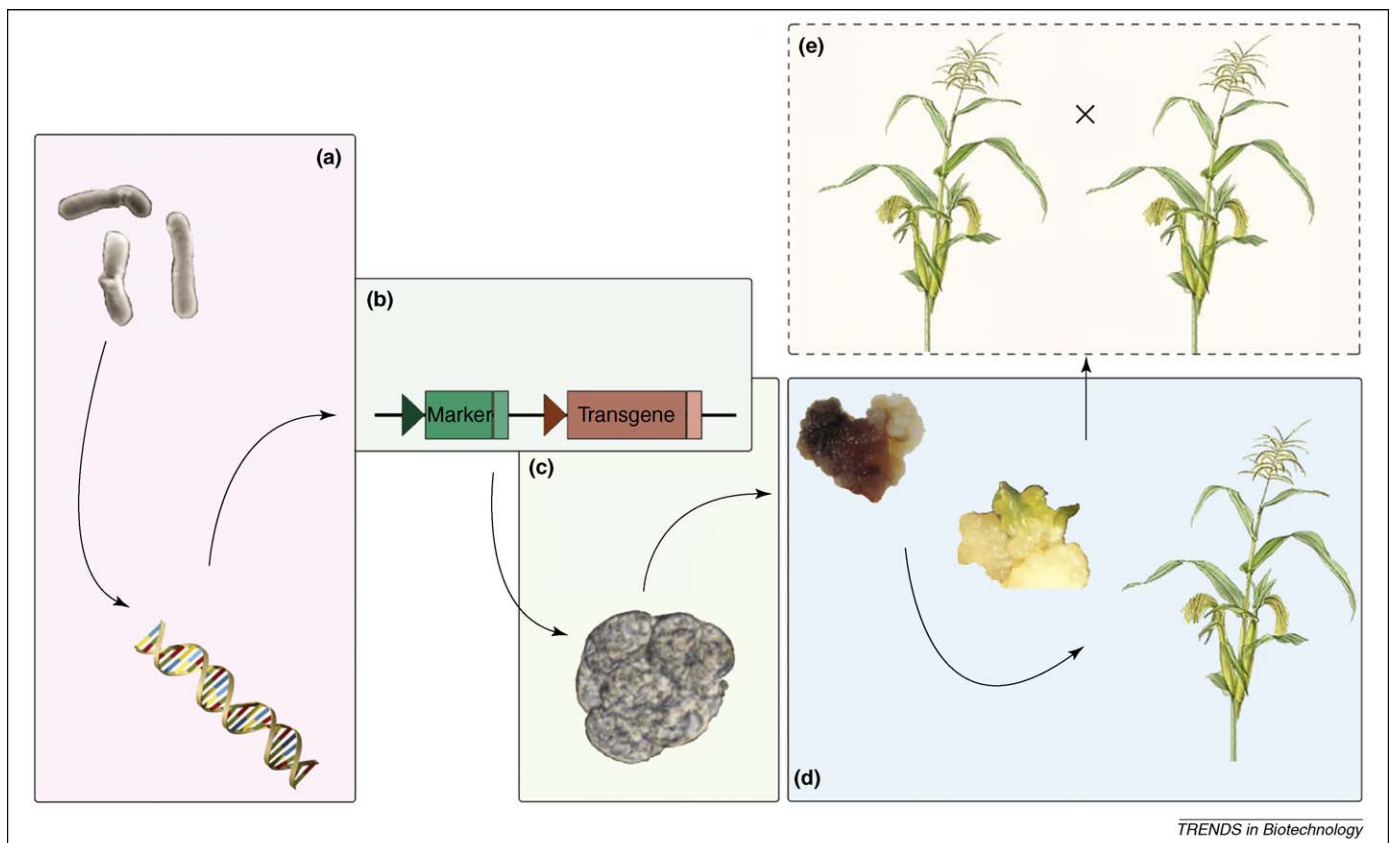 (a)
(b)
Marker
Transgene
(c)
(d)
(e)
TRENDS in Biotechnology